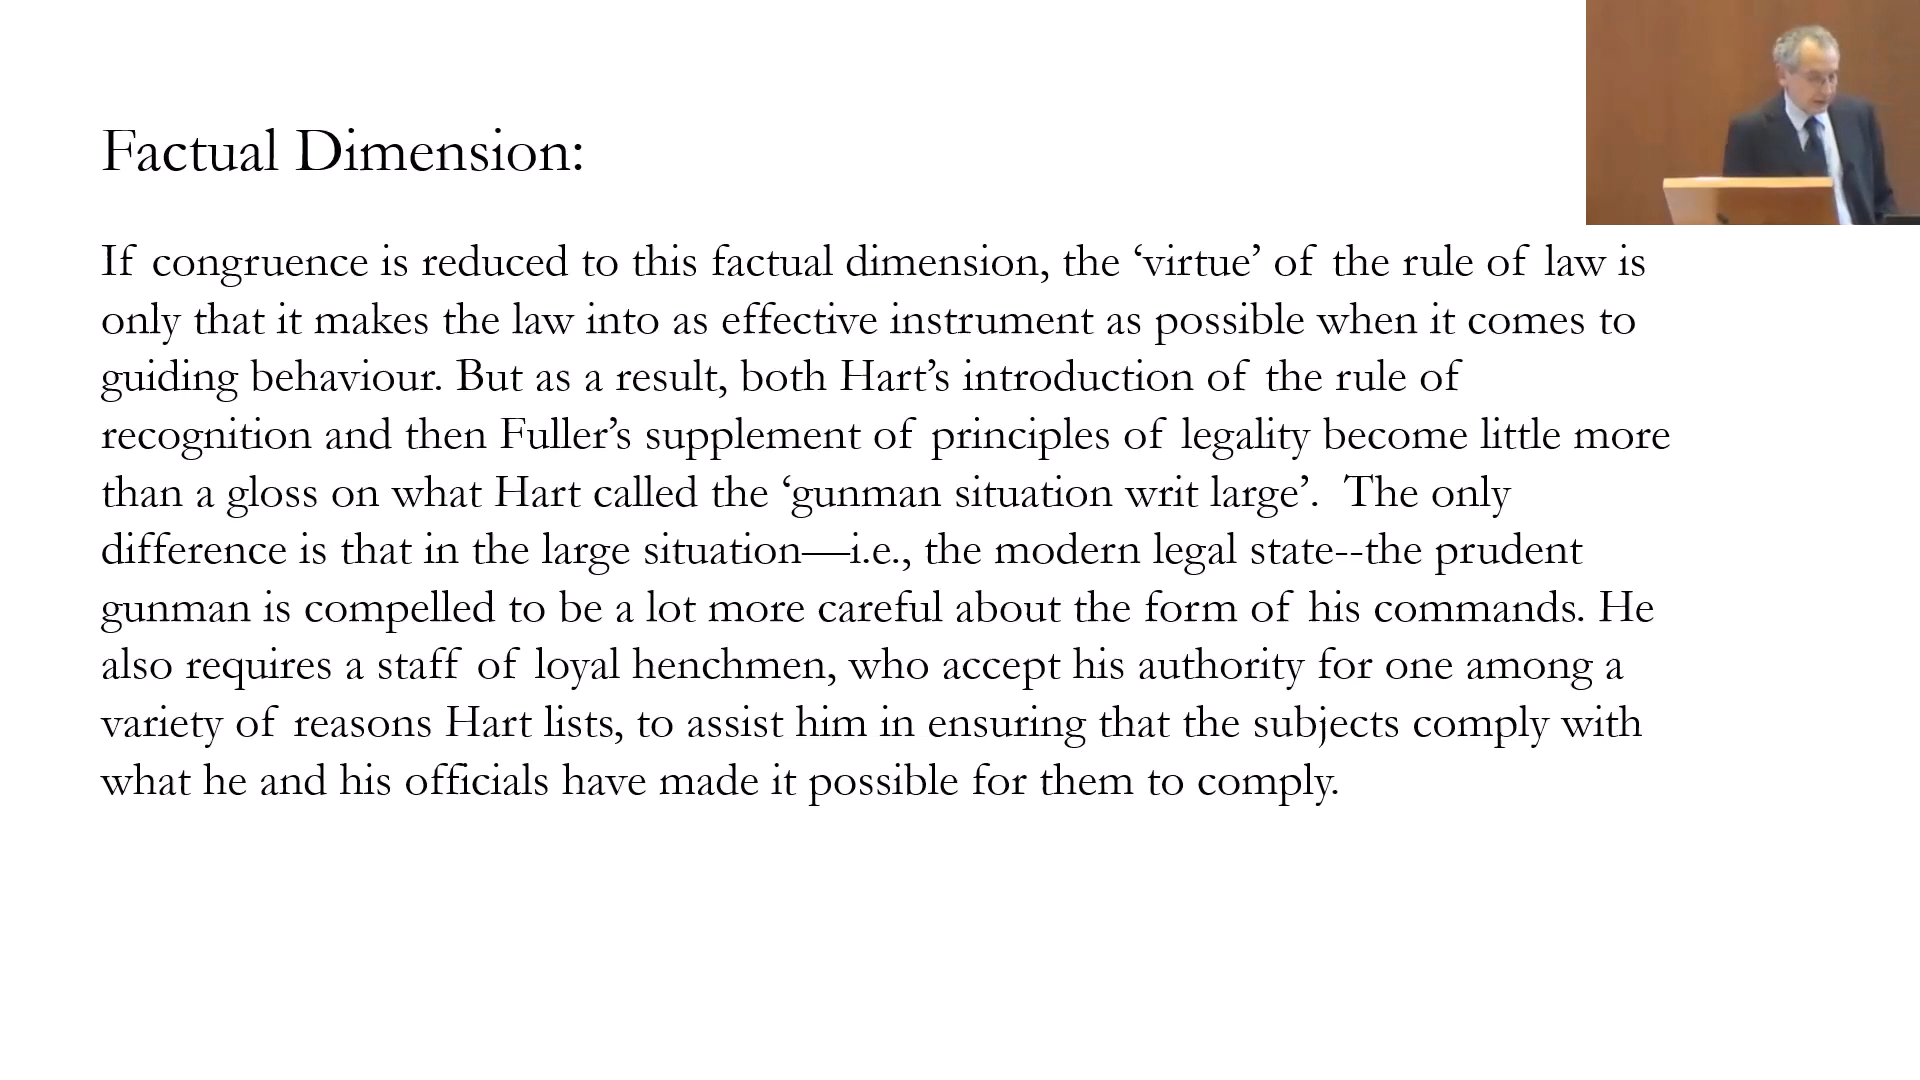 Factual Dimension:
If congruence is reduced to this factual dimension, the ‘virtue’ of the rule of law is
only that it makes the law into as effective instrument as possible when it comes to
guiding behaviour. But as a result, both Hart’s introduction of the rule of
recognition and then Fuller’s supplement of principles of legality become little more
than a gloss on what Hart called the ‘gunman situation writ large’. The only
difference is that in the large situation—i.e., the modern legal state--the prudent
gunman is compelled to be a lot more careful about the form of his commands. He
also requires a staff of loyal henchmen, who accept his authority for one among a
variety of reasons Hart lists, to assist him in ensuring that the subjects comply with
what he and his officials have made it possible for them to comply.